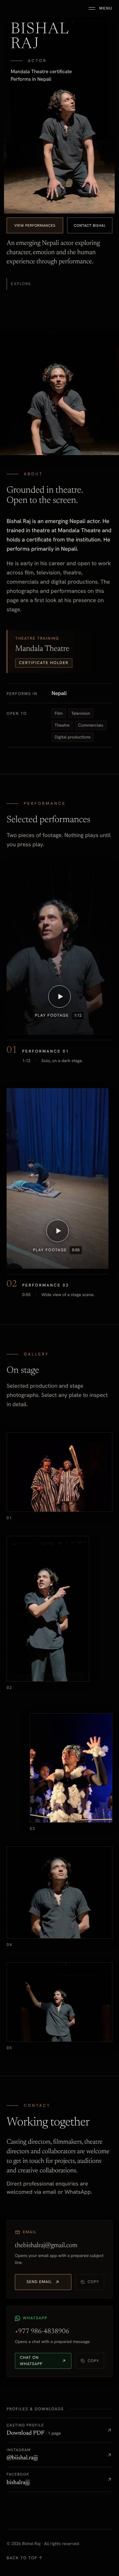 MENU
BISHAL
RAJ
ACTOR
Mandala Theatre certificate
Performs in Nepali
VIEW PERFORMANCES
CONTACT BISHAL
An emerging Nepali actor exploring
character, emotion and the human
experience through performance.
EXPLORE
ABOUT
Grounded in theatre.
Open to the screen.
Bishal Raj is an emerging Nepali actor. He
trained in theatre at Mandala Theatre and
holds a certificate from the institution. He
performs primarily in Nepali.
He is early in his career and open to work
across film, television, theatre,
commercials and digital productions. The
photographs and performances on this
page are a first look at his presence on
stage.
THEATRE TRAINING
Mandala Theatre
CERTIFICATE HOLDER
PERFORMS IN
Nepali
OPEN TO
Film
Television
Theatre
Commercials
Digital productions
PERFORMANCE
Selected performances
Two pieces of footage. Nothing plays until
you press play.
PLAY FOOTAGE 1:12
01 PERFORMANCE 01
1:12 Solo, on a dark stage.
PLAY FOOTAGE 0:55
02 PERFORMANCE 02
0:55 Wide view of a stage scene.
GALLERY
On stage
Selected production and stage
photographs. Select any plate to inspect
in detail.
01
02
03
04
05
CONTACT
Working together
Casting directors, filmmakers, theatre
directors and collaborators are welcome
to get in touch for projects, auditions
and creative collaborations.
Direct professional enquiries are
welcomed via email or WhatsApp.
EMAIL
thebishalraj@gmail.com
Opens your email app with a prepared subject
line.
SEND EMAIL ↗
COPY
WHATSAPP
+977 986-4838906
Opens a chat with a prepared message.
CHAT ON
WHATSAPP ↗
COPY
PROFILES & DOWNLOADS
CASTING PROFILE
Download PDF · 1 page ↗
INSTAGRAM
@biishal.rajj ↗
FACEBOOK
bishalrajj ↗
© 2026 Bishal Raj · All rights reserved.
BACK TO TOP ↑